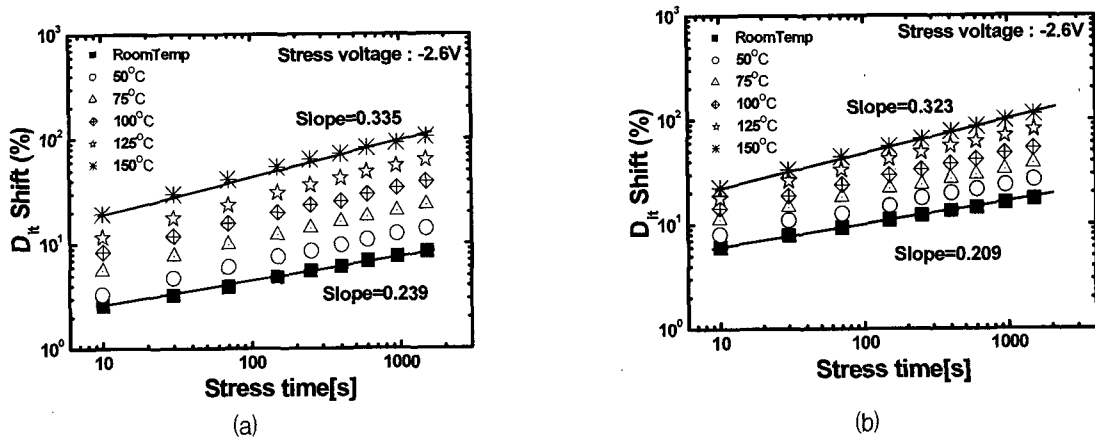 10³
10²
10¹
10⁰
D_it Shift (%)
RoomTemp
50°C
75°C
100°C
125°C
150°C
Stress voltage : -2.6V
Slope=0.335
Slope=0.239
10
100
1000
Stress time[s]
(a)
10³
10²
10¹
10⁰
D_it Shift (%)
RoomTemp
50°C
75°C
100°C
125°C
150°C
Stress voltage : -2.6V
Slope=0.323
Slope=0.209
10
100
1000
Stress time[s]
(b)